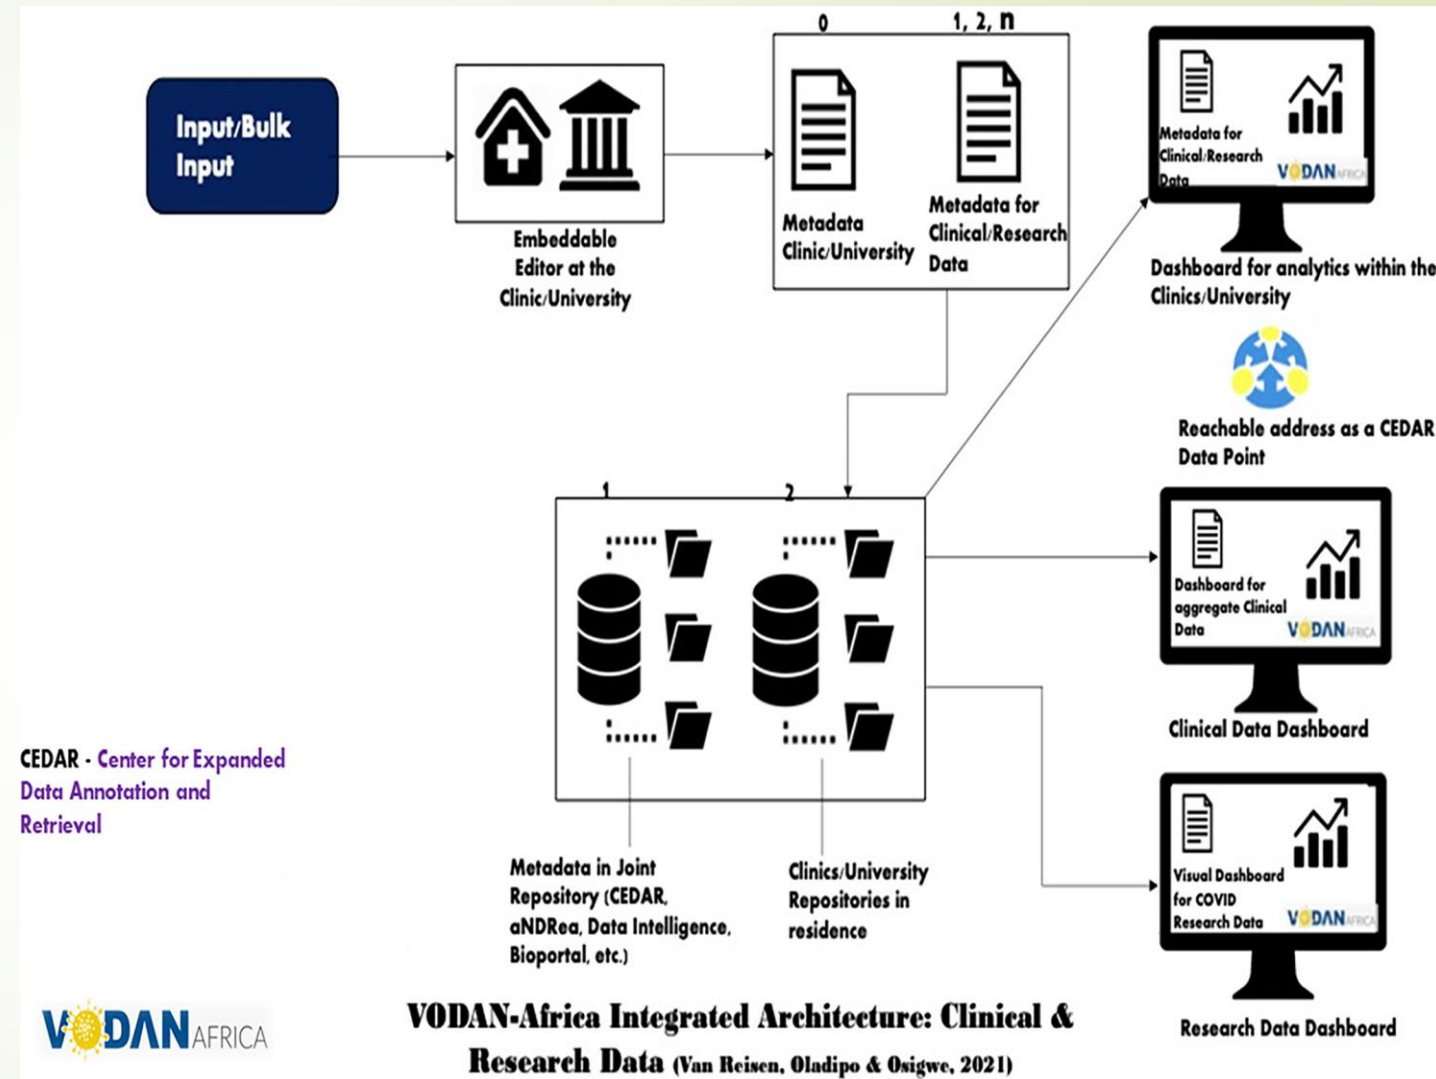 0
1, 2, n
Input/Bulk
Input
Embeddable
Editor at the
Clinic/University
Metadata
Clinic/University
Metadata for
Clinical/Research
Data
Metadata for
Clinical/Research
Data
VODAN AFRICA
Dashboard for analytics within the
Clinics/University
Reachable address as a CEDAR
Data Point
1
2
Dashboard for
aggregate Clinical
Data
VODAN AFRICA
Clinical Data Dashboard
CEDAR - Center for Expanded
Data Annotation and
Retrieval
Metadata in Joint
Repository (CEDAR,
aNDRea, Data Intelligence,
Bioportal, etc.)
Clinics/University
Repositories in
residence
Visual Dashboard
for COVID
Research Data
VODAN AFRICA
Research Data Dashboard
VODAN AFRICA
VODAN-Africa Integrated Architecture: Clinical &
Research Data (Van Reisen, Oladipo & Osigwe, 2021)